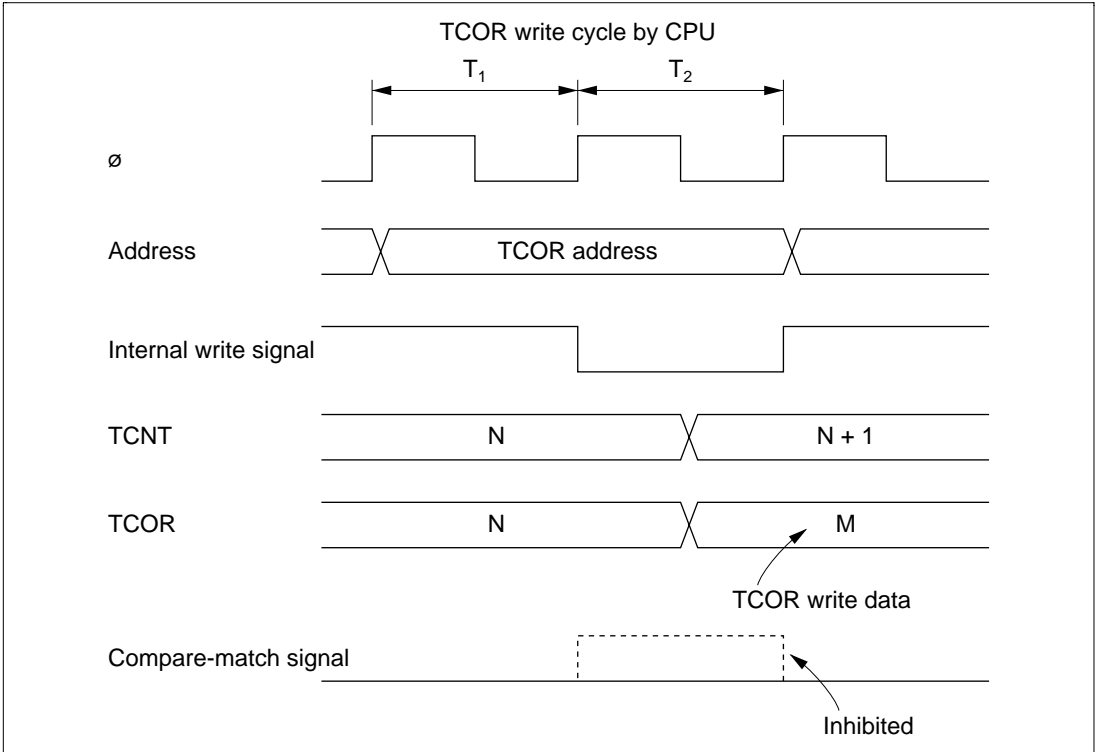 TCOR write cycle by CPU
T₁ T₂
ø
Address TCOR address
Internal write signal
TCNT N N + 1
TCOR N M
TCOR write data
Compare-match signal
Inhibited